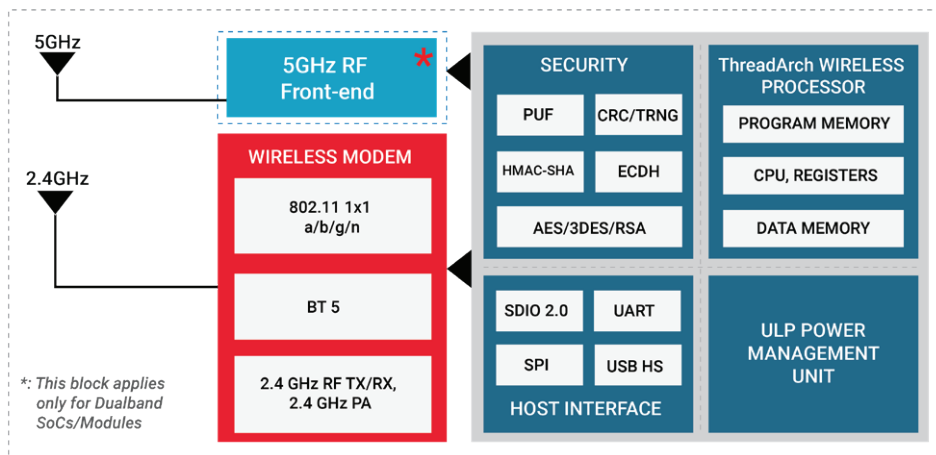 5GHz
5GHz RF
Front-end
*
2.4GHz
WIRELESS MODEM
802.11 1x1
a/b/g/n
BT 5
2.4 GHz RF TX/RX,
2.4 GHz PA
*: This block applies
only for Dualband
SoCs/Modules
SECURITY
PUF
CRC/TRNG
HMAC-SHA
ECDH
AES/3DES/RSA
ThreadArch WIRELESS
PROCESSOR
PROGRAM MEMORY
CPU, REGISTERS
DATA MEMORY
SDIO 2.0
UART
SPI
USB HS
HOST INTERFACE
ULP POWER
MANAGEMENT
UNIT